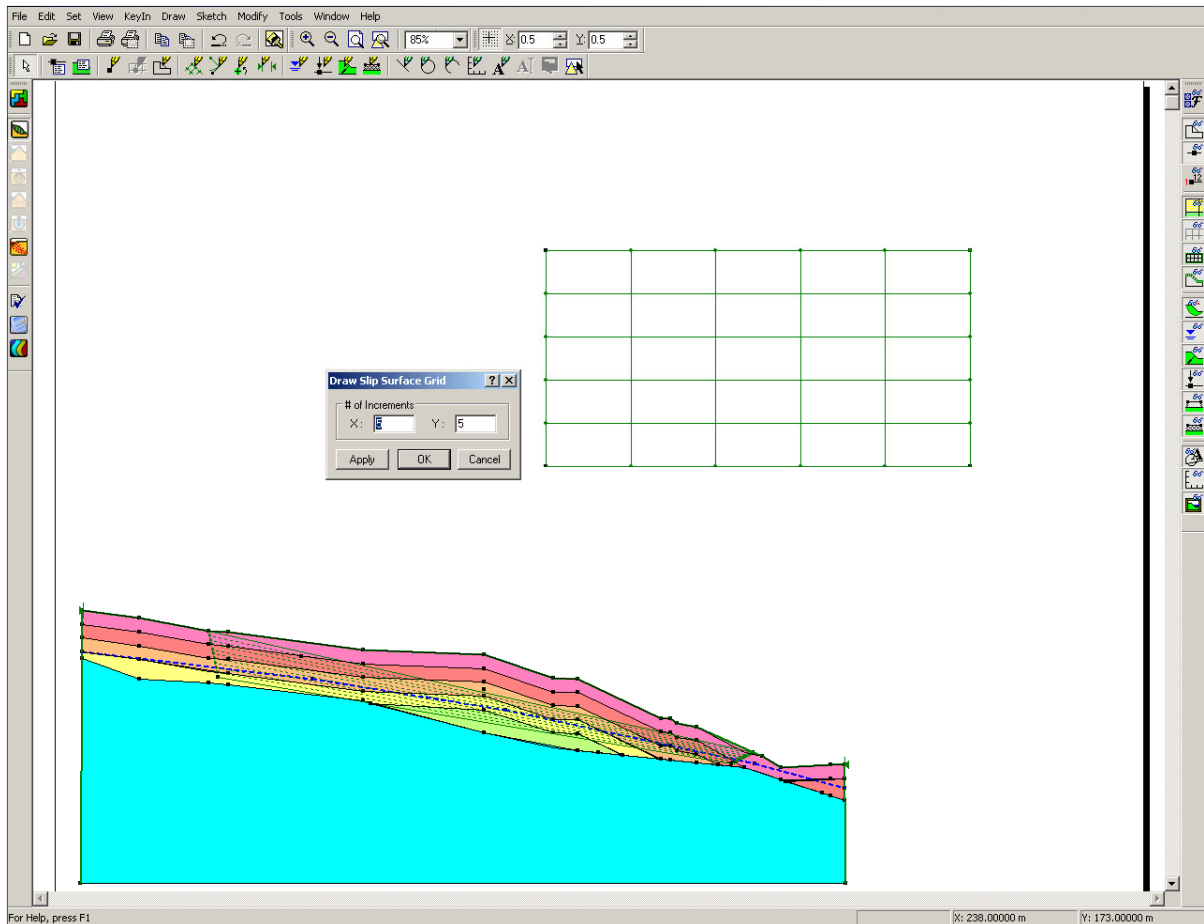 File Edit Set View KeyIn Draw Sketch Modify Tools Window Help
85% X: 0.5 Y: 0.5
Draw Slip Surface Grid
# of Increments
X: 5 Y: 5
Apply OK Cancel
For Help, press F1 X: 238.00000 m Y: 173.00000 m